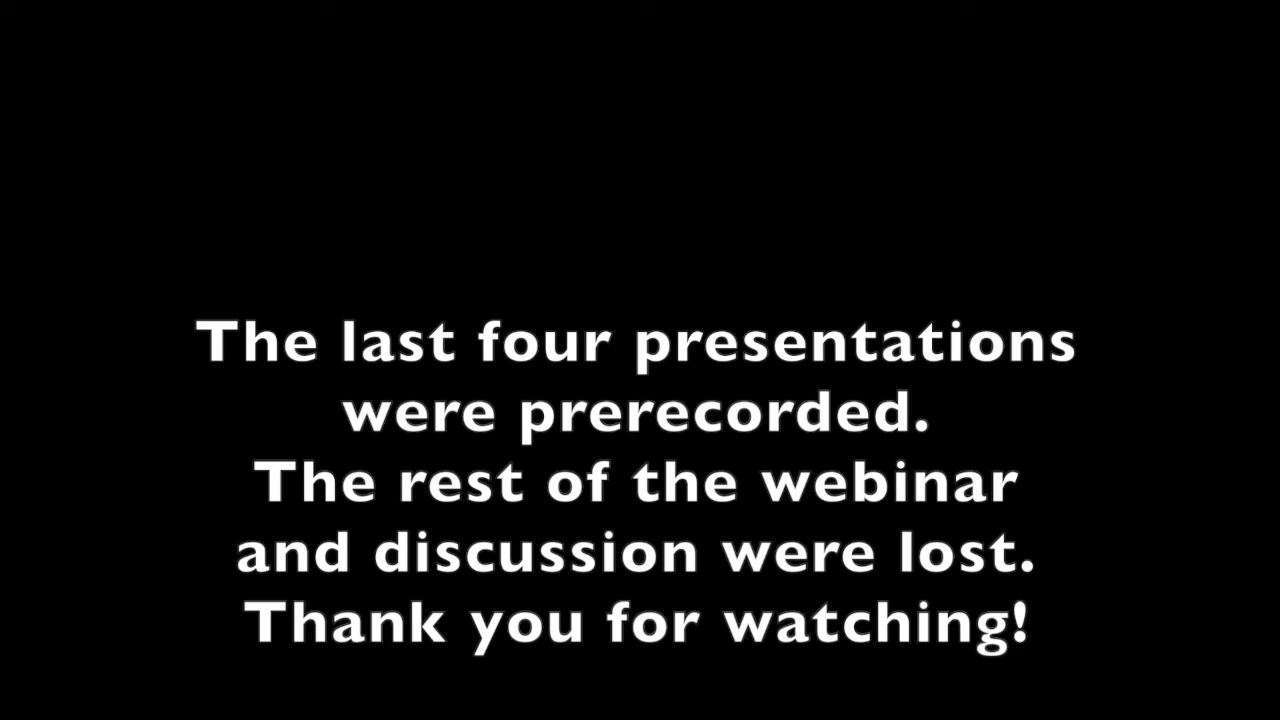 The last four presentations
were prerecorded.
The rest of the webinar
and discussion were lost.
Thank you for watching!